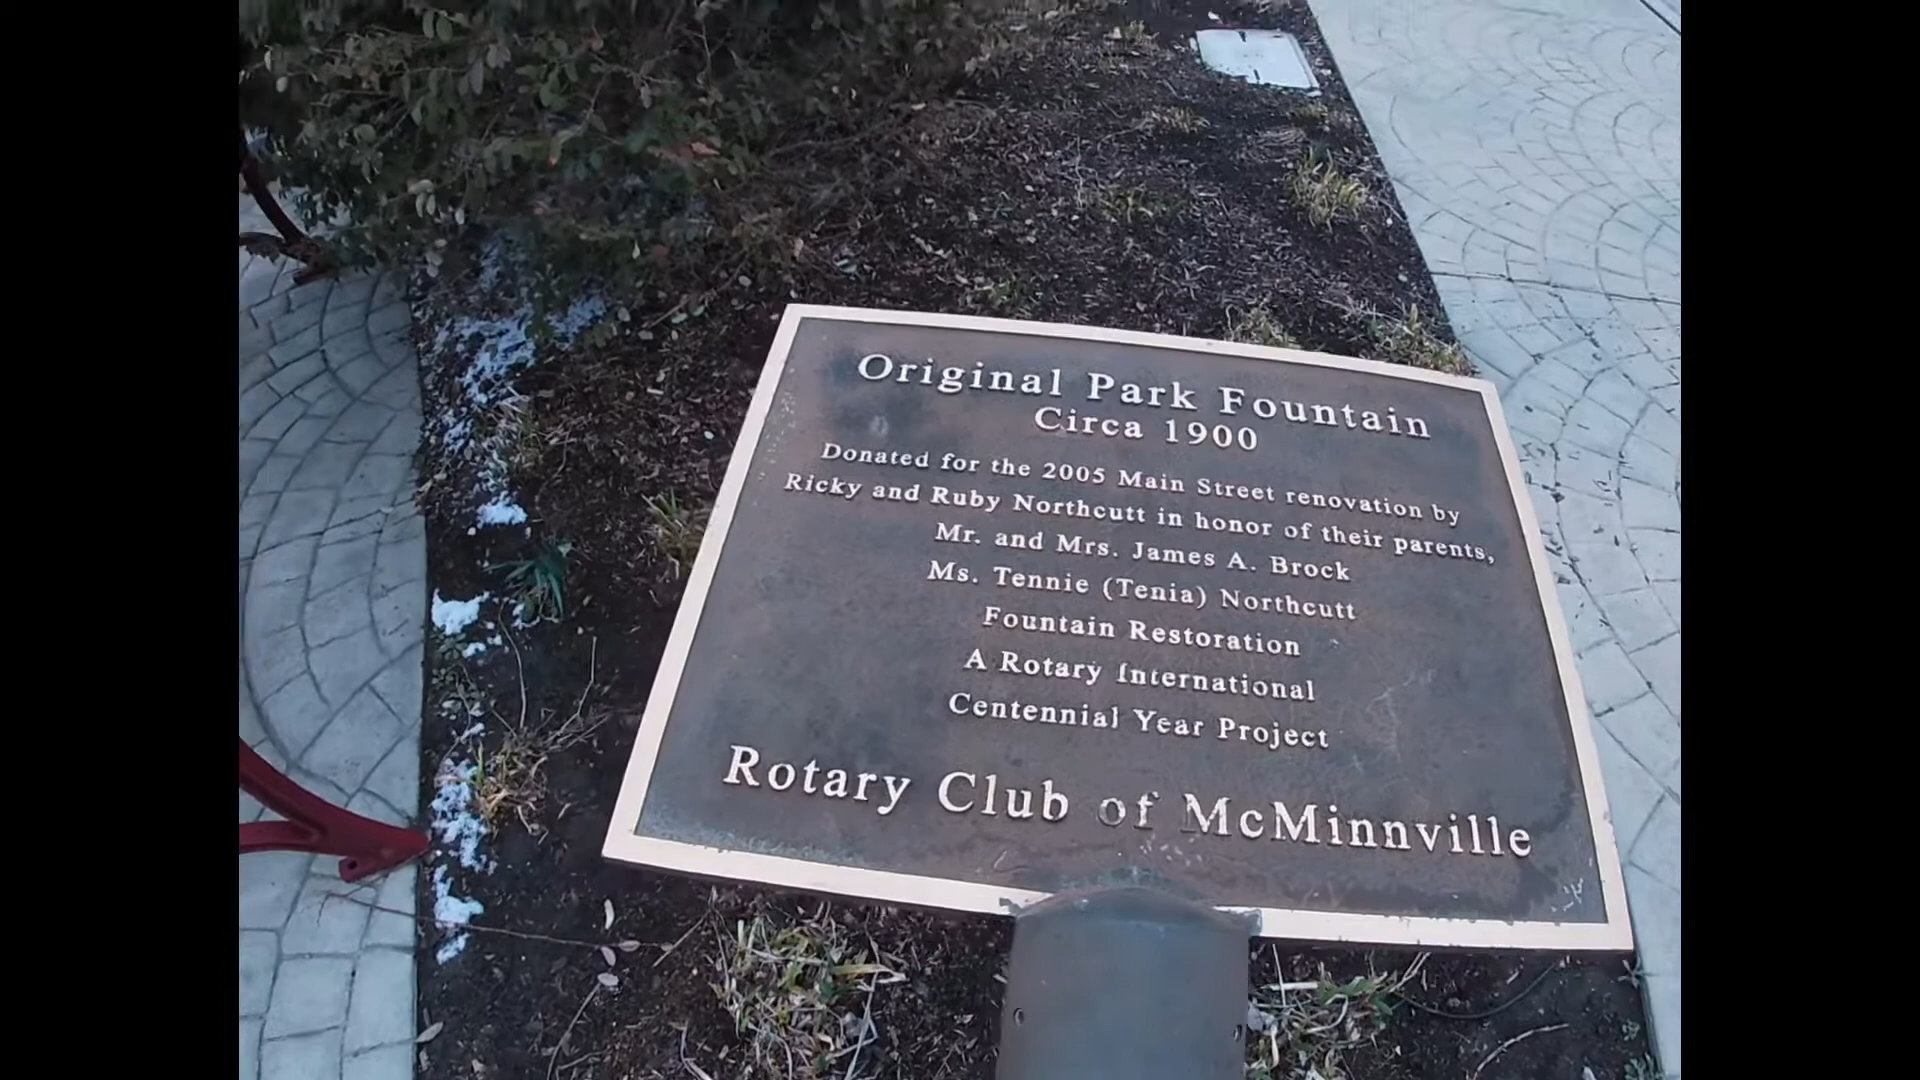 Original Park Fountain
Circa 1900
Donated for the 2005 Main Street renovation by
Ricky and Ruby Northcutt in honor of their parents,
Mr. and Mrs. James A. Brock
Ms. Tennie (Tenia) Northcutt
Fountain Restoration
A Rotary International
Centennial Year Project
Rotary Club of McMinnville